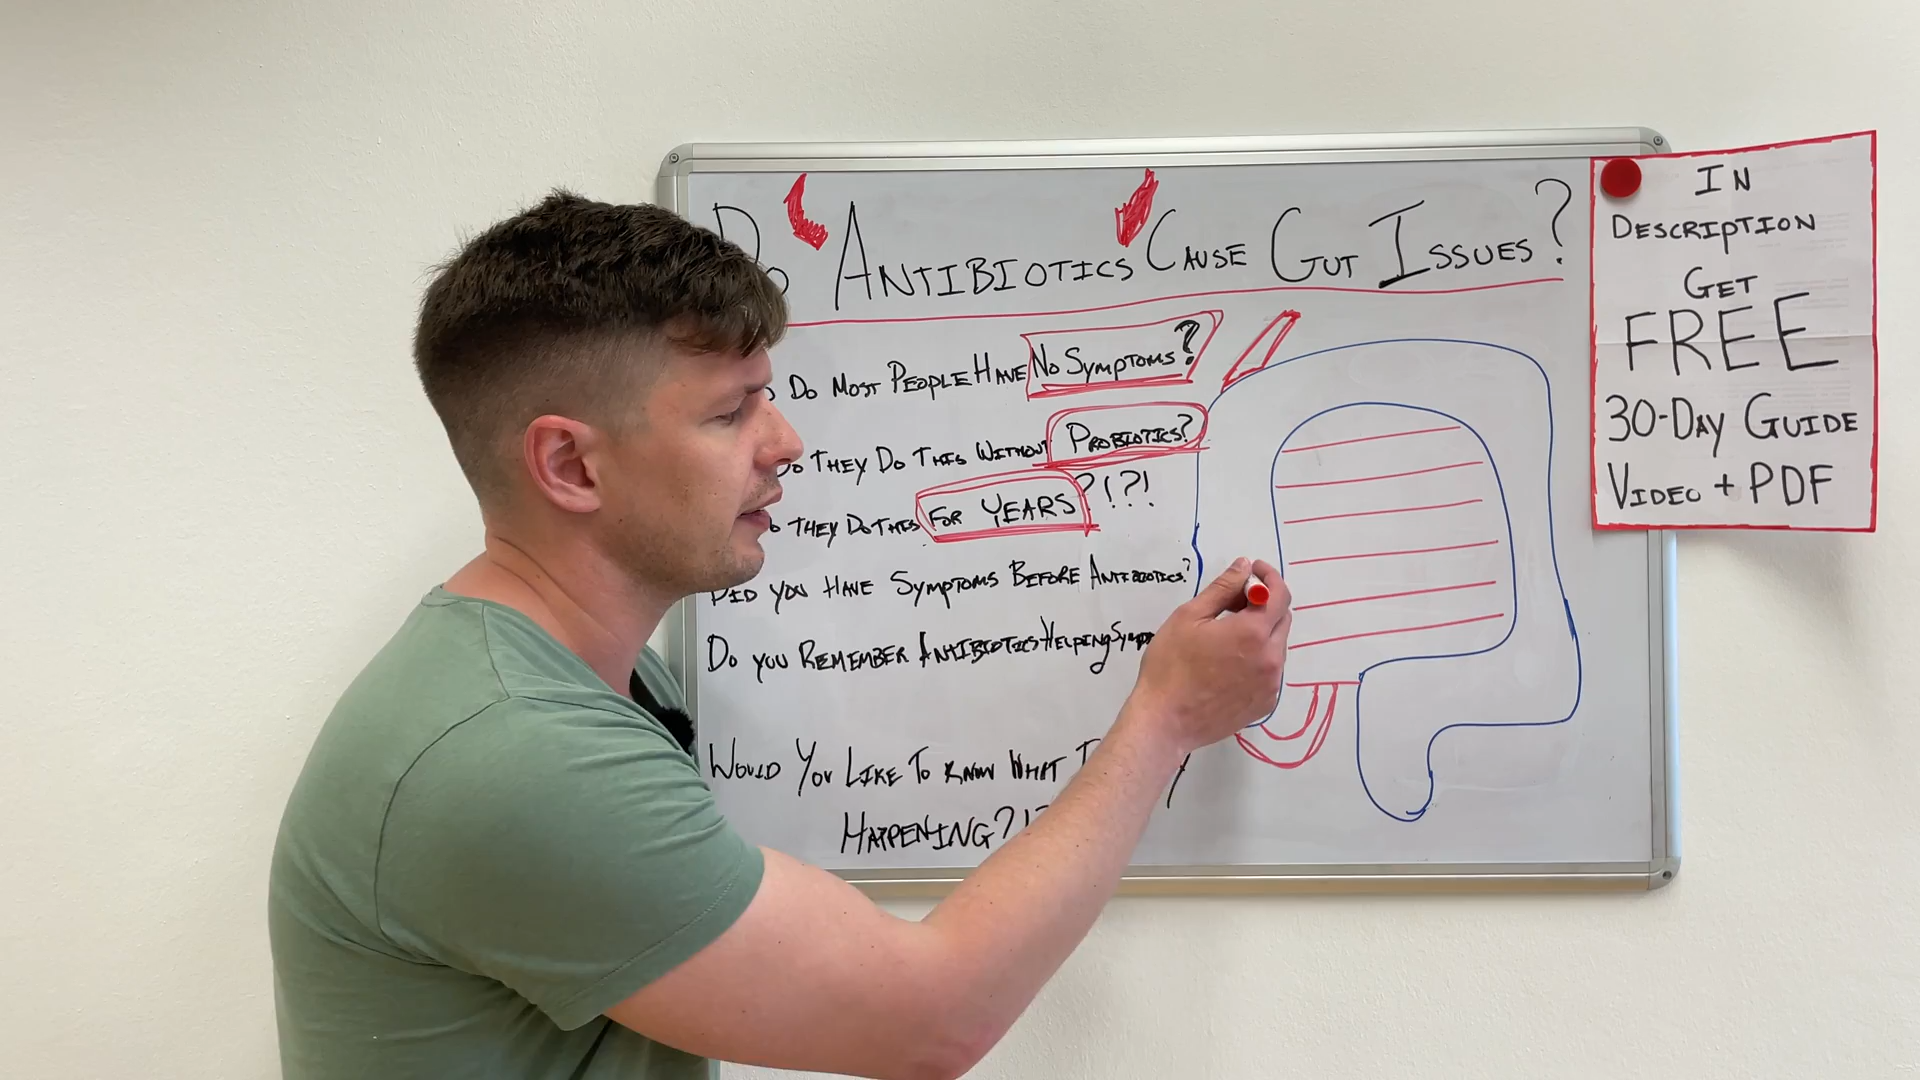 Do ANTIBIOTICS CAUSE GUT ISSUES?
DO MOST PEOPLE HAVE NO SYMPTOMS?
DO THEY DO THIS WITHOUT PROBIOTICS?
THEY DO THIS FOR YEARS?!?!
DID YOU HAVE SYMPTOMS BEFORE ANTIBIOTICS?
DO YOU REMEMBER ANTIBIOTICS HELPING
WOULD YOU LIKE TO KNOW WHAT
HAPPENING?!?
IN
DESCRIPTION
GET
FREE
30-DAY GUIDE
VIDEO + PDF